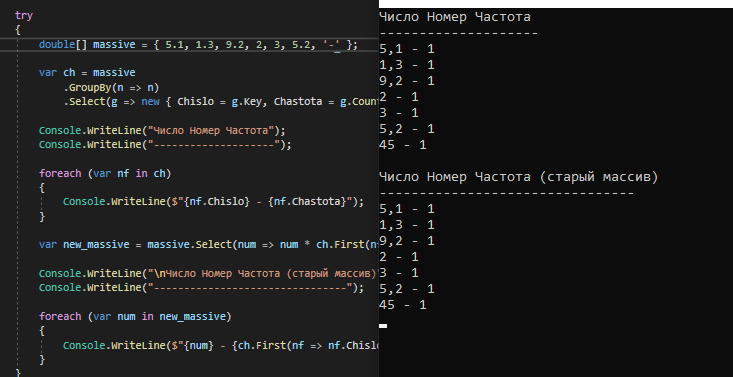 try
{
double[] massive = { 5.1, 1.3, 9.2, 2, 3, 5.2, '-' };
var ch = massive
.GroupBy(n => n)
.Select(g => new { Chislo = g.Key, Chastota = g.Count
Console.WriteLine("Число Номер Частота");
Console.WriteLine("--------------------");
foreach (var nf in ch)
{
Console.WriteLine($"{nf.Chislo} - {nf.Chastota}");
}
var new_massive = massive.Select(num => num * ch.First(n
Console.WriteLine("\nЧисло Номер Частота (старый массив)
Console.WriteLine("--------------------------------");
foreach (var num in new_massive)
{
Console.WriteLine($"{num} - {ch.First(nf => nf.Chisl
}
}
Число Номер Частота
--------------------
5,1 - 1
1,3 - 1
9,2 - 1
2 - 1
3 - 1
5,2 - 1
45 - 1
Число Номер Частота (старый массив)
--------------------------------
5,1 - 1
1,3 - 1
9,2 - 1
2 - 1
3 - 1
5,2 - 1
45 - 1